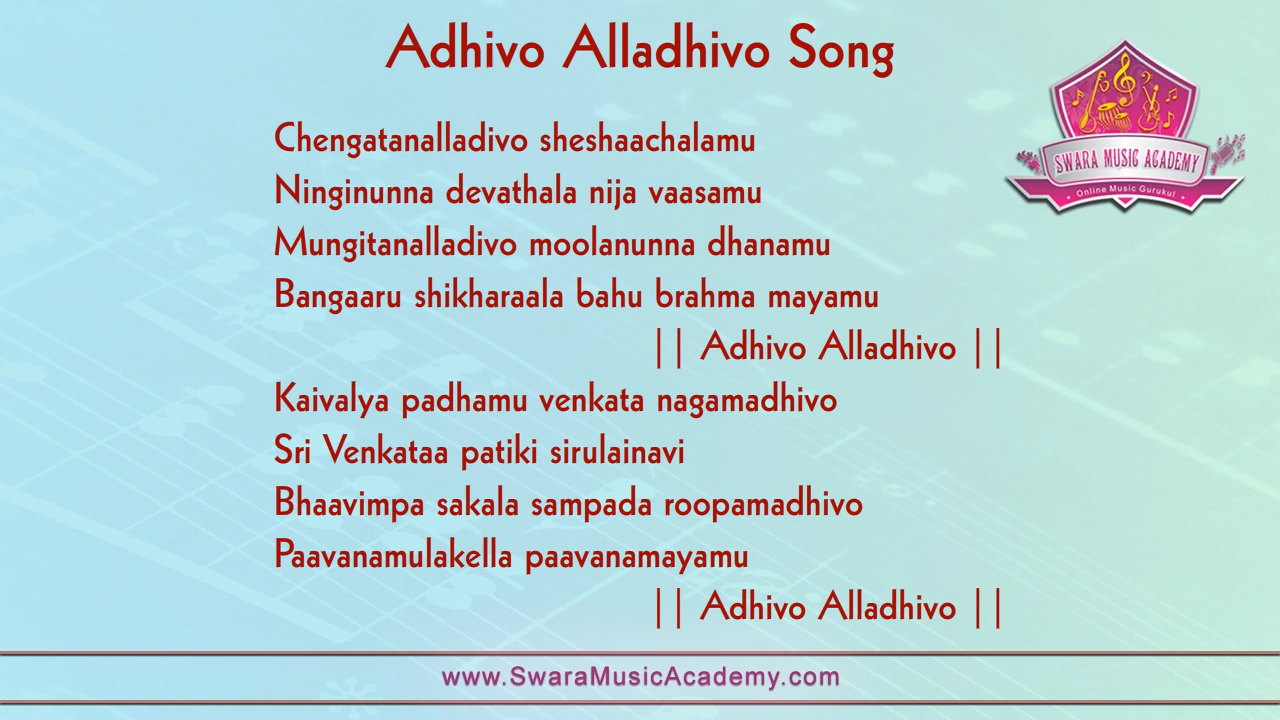 Adhivo Alladhivo Song
SWARA MUSIC ACADEMY
• Online Music Gurukul •
Chengatanalladivo sheshaachalamu
Ninginunna devathala nija vaasamu
Mungitanalladivo moolanunna dhanamu
Bangaaru shikharaala bahu brahma mayamu
|| Adhivo Alladhivo ||
Kaivalya padhamu venkata nagamadhivo
Sri Venkataa patiki sirulainavi
Bhaavimpa sakala sampada roopamadhivo
Paavanamulakella paavanamayamu
|| Adhivo Alladhivo ||
www.SwaraMusicAcademy.com